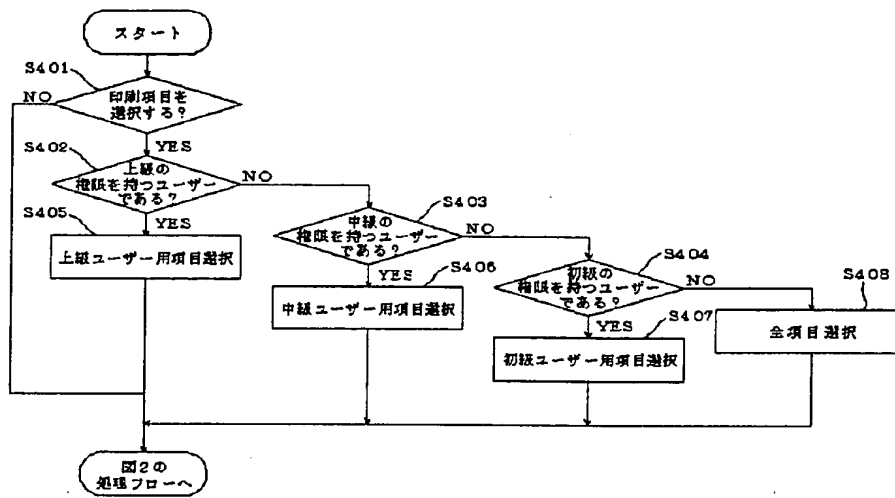 スタート
S401
NO
印刷項目を
選択する？
YES
S402
上級の
権限を持つユーザー
である？
NO
YES
S403
中級の
権限を持つユーザー
である？
NO
YES
S404
初級の
権限を持つユーザー
である？
NO
YES
S405
上級ユーザー用項目選択
S406
中級ユーザー用項目選択
S407
初級ユーザー用項目選択
S408
全項目選択
図2の
処理フローへ